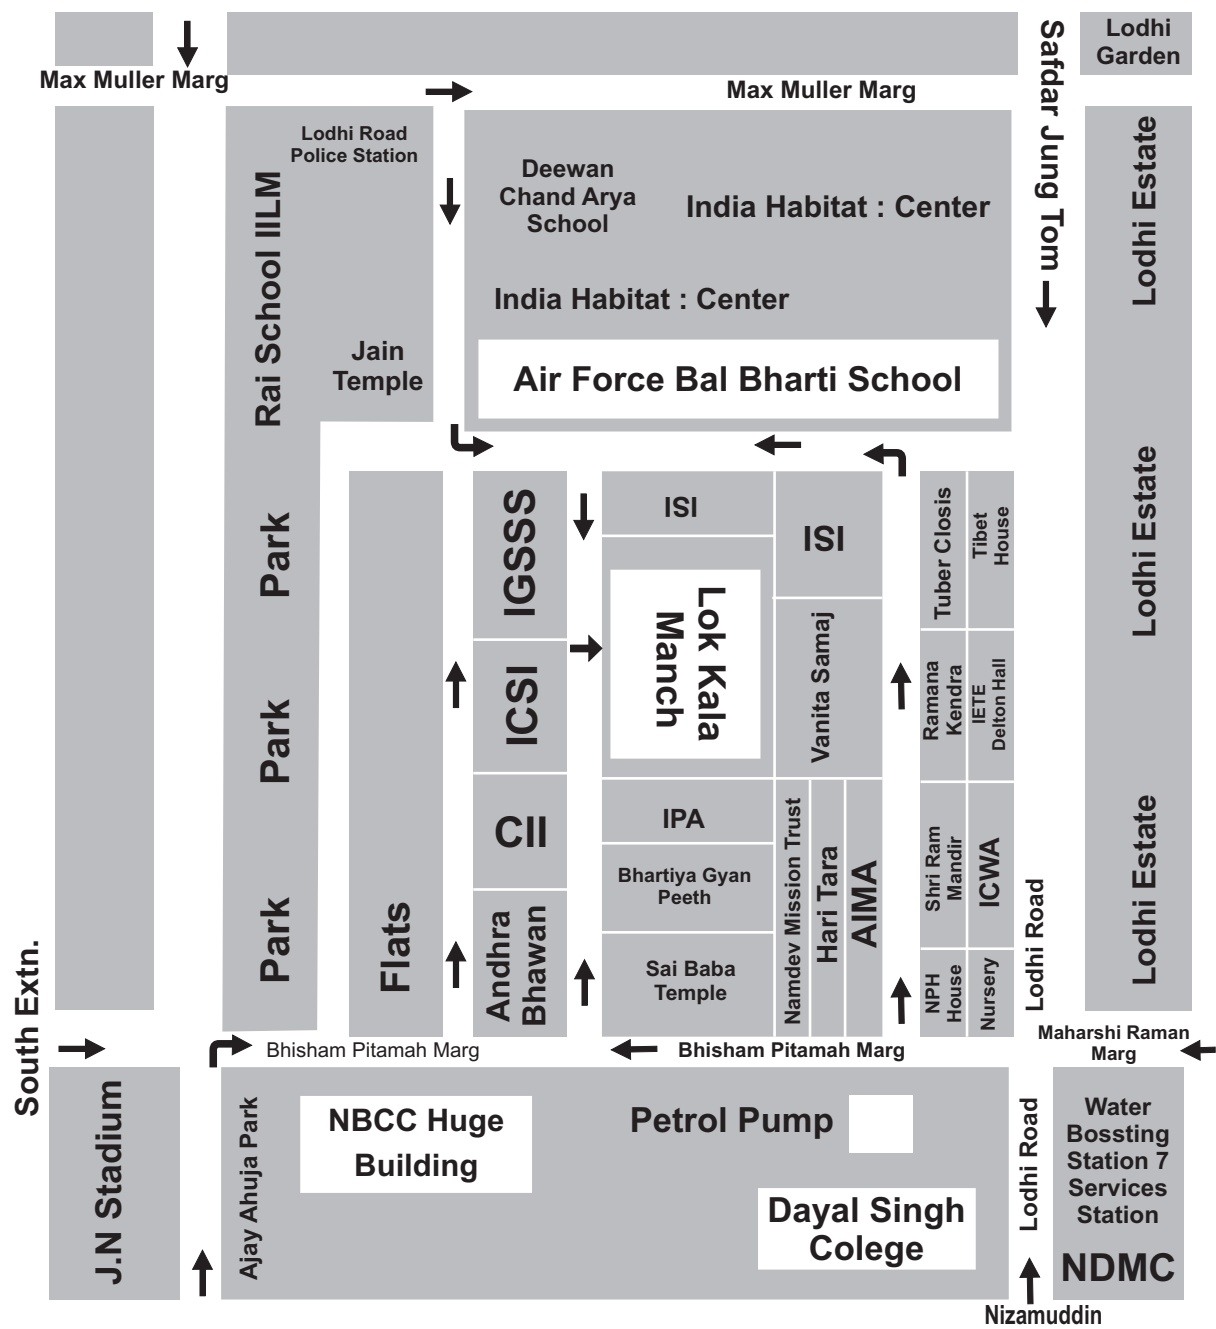 Lodhi
Garden
Max Muller Marg
Max Muller Marg
Safdar Jung Tom
Lodhi Road
Police Station
Rai School IILM
Jain
Temple
Deewan
Chand Arya
School
India Habitat : Center
India Habitat : Center
Air Force Bal Bharti School
Lodhi Estate
Lodhi Estate
Lodhi Estate
Park
Park
Park
Flats
IGSSS
ICSI
CII
Andhra
Bhawan
ISI
ISI
Lok Kala
Manch
Vanita Samaj
IPA
Bhartiya Gyan
Peeth
Sai Baba
Temple
Namdev Mission Trust
Hari Tara
AIMA
Tuber Closis
Tibet
House
Ramana
Kendra
IETE
Delton Hall
Shri Ram
Mandir
ICWA
NPH
House
Nursery
Lodhi Road
South Extn.
Bhisham Pitamah Marg
Bhisham Pitamah Marg
Maharshi Raman
Marg
J.N Stadium
Ajay Ahuja Park
NBCC Huge
Building
Petrol Pump
Dayal Singh
Colege
Lodhi Road
Water
Bossting
Station 7
Services
Station
NDMC
Nizamuddin